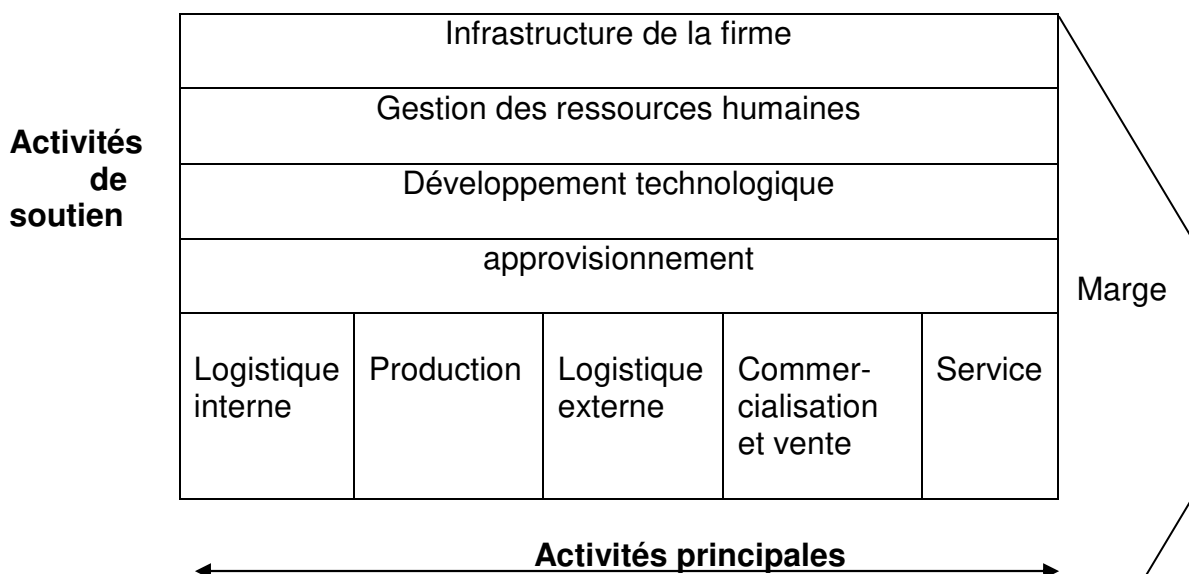 Infrastructure de la firme
Gestion des ressources humaines
Activités
de
soutien
Développement technologique
approvisionnement
Marge
Logistique
interne
Production
Logistique
externe
Commer-
cialisation
et vente
Service
Activités principales